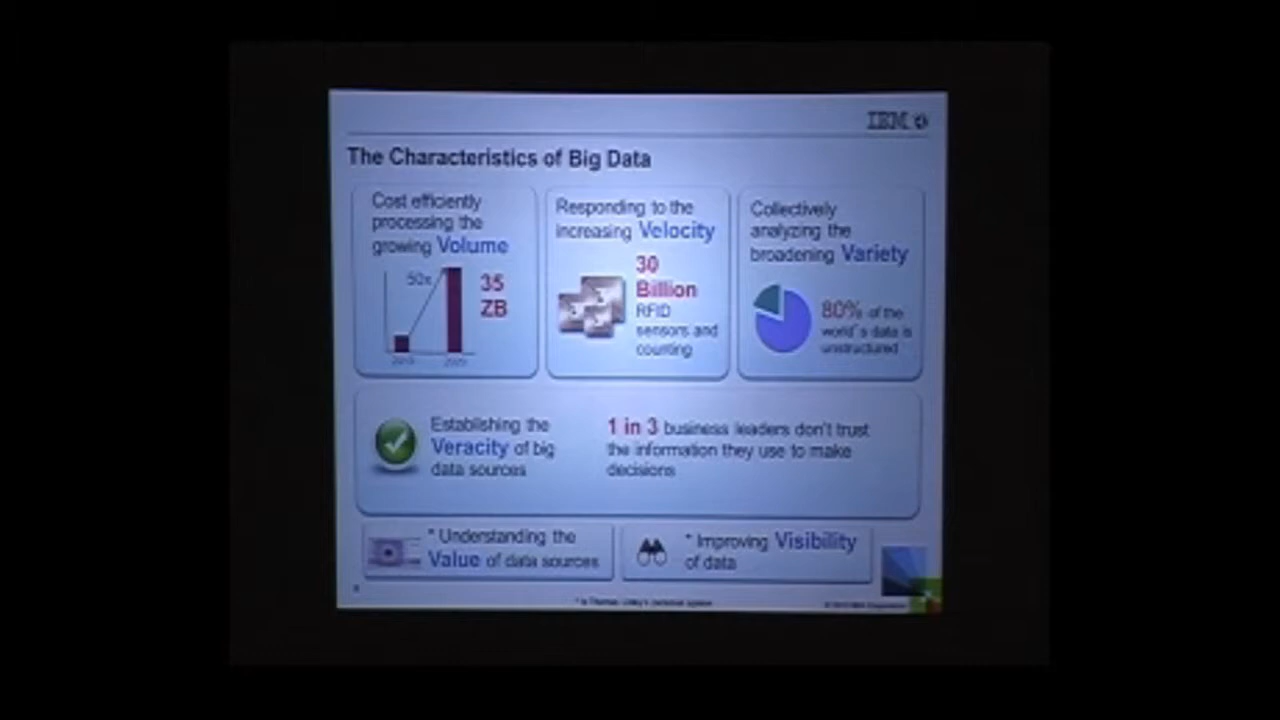 IBM
The Characteristics of Big Data
Cost efficiently
processing the
growing Volume
50x
35
ZB
2010
2020
Responding to the
increasing Velocity
30
Billion
RFID
sensors and
counting
Collectively
analyzing the
broadening Variety
80% of the
world's data is
unstructured
Establishing the
Veracity of big
data sources
1 in 3 business leaders don't trust
the information they use to make
decisions
* Understanding the
Value of data sources
* Improving Visibility
of data